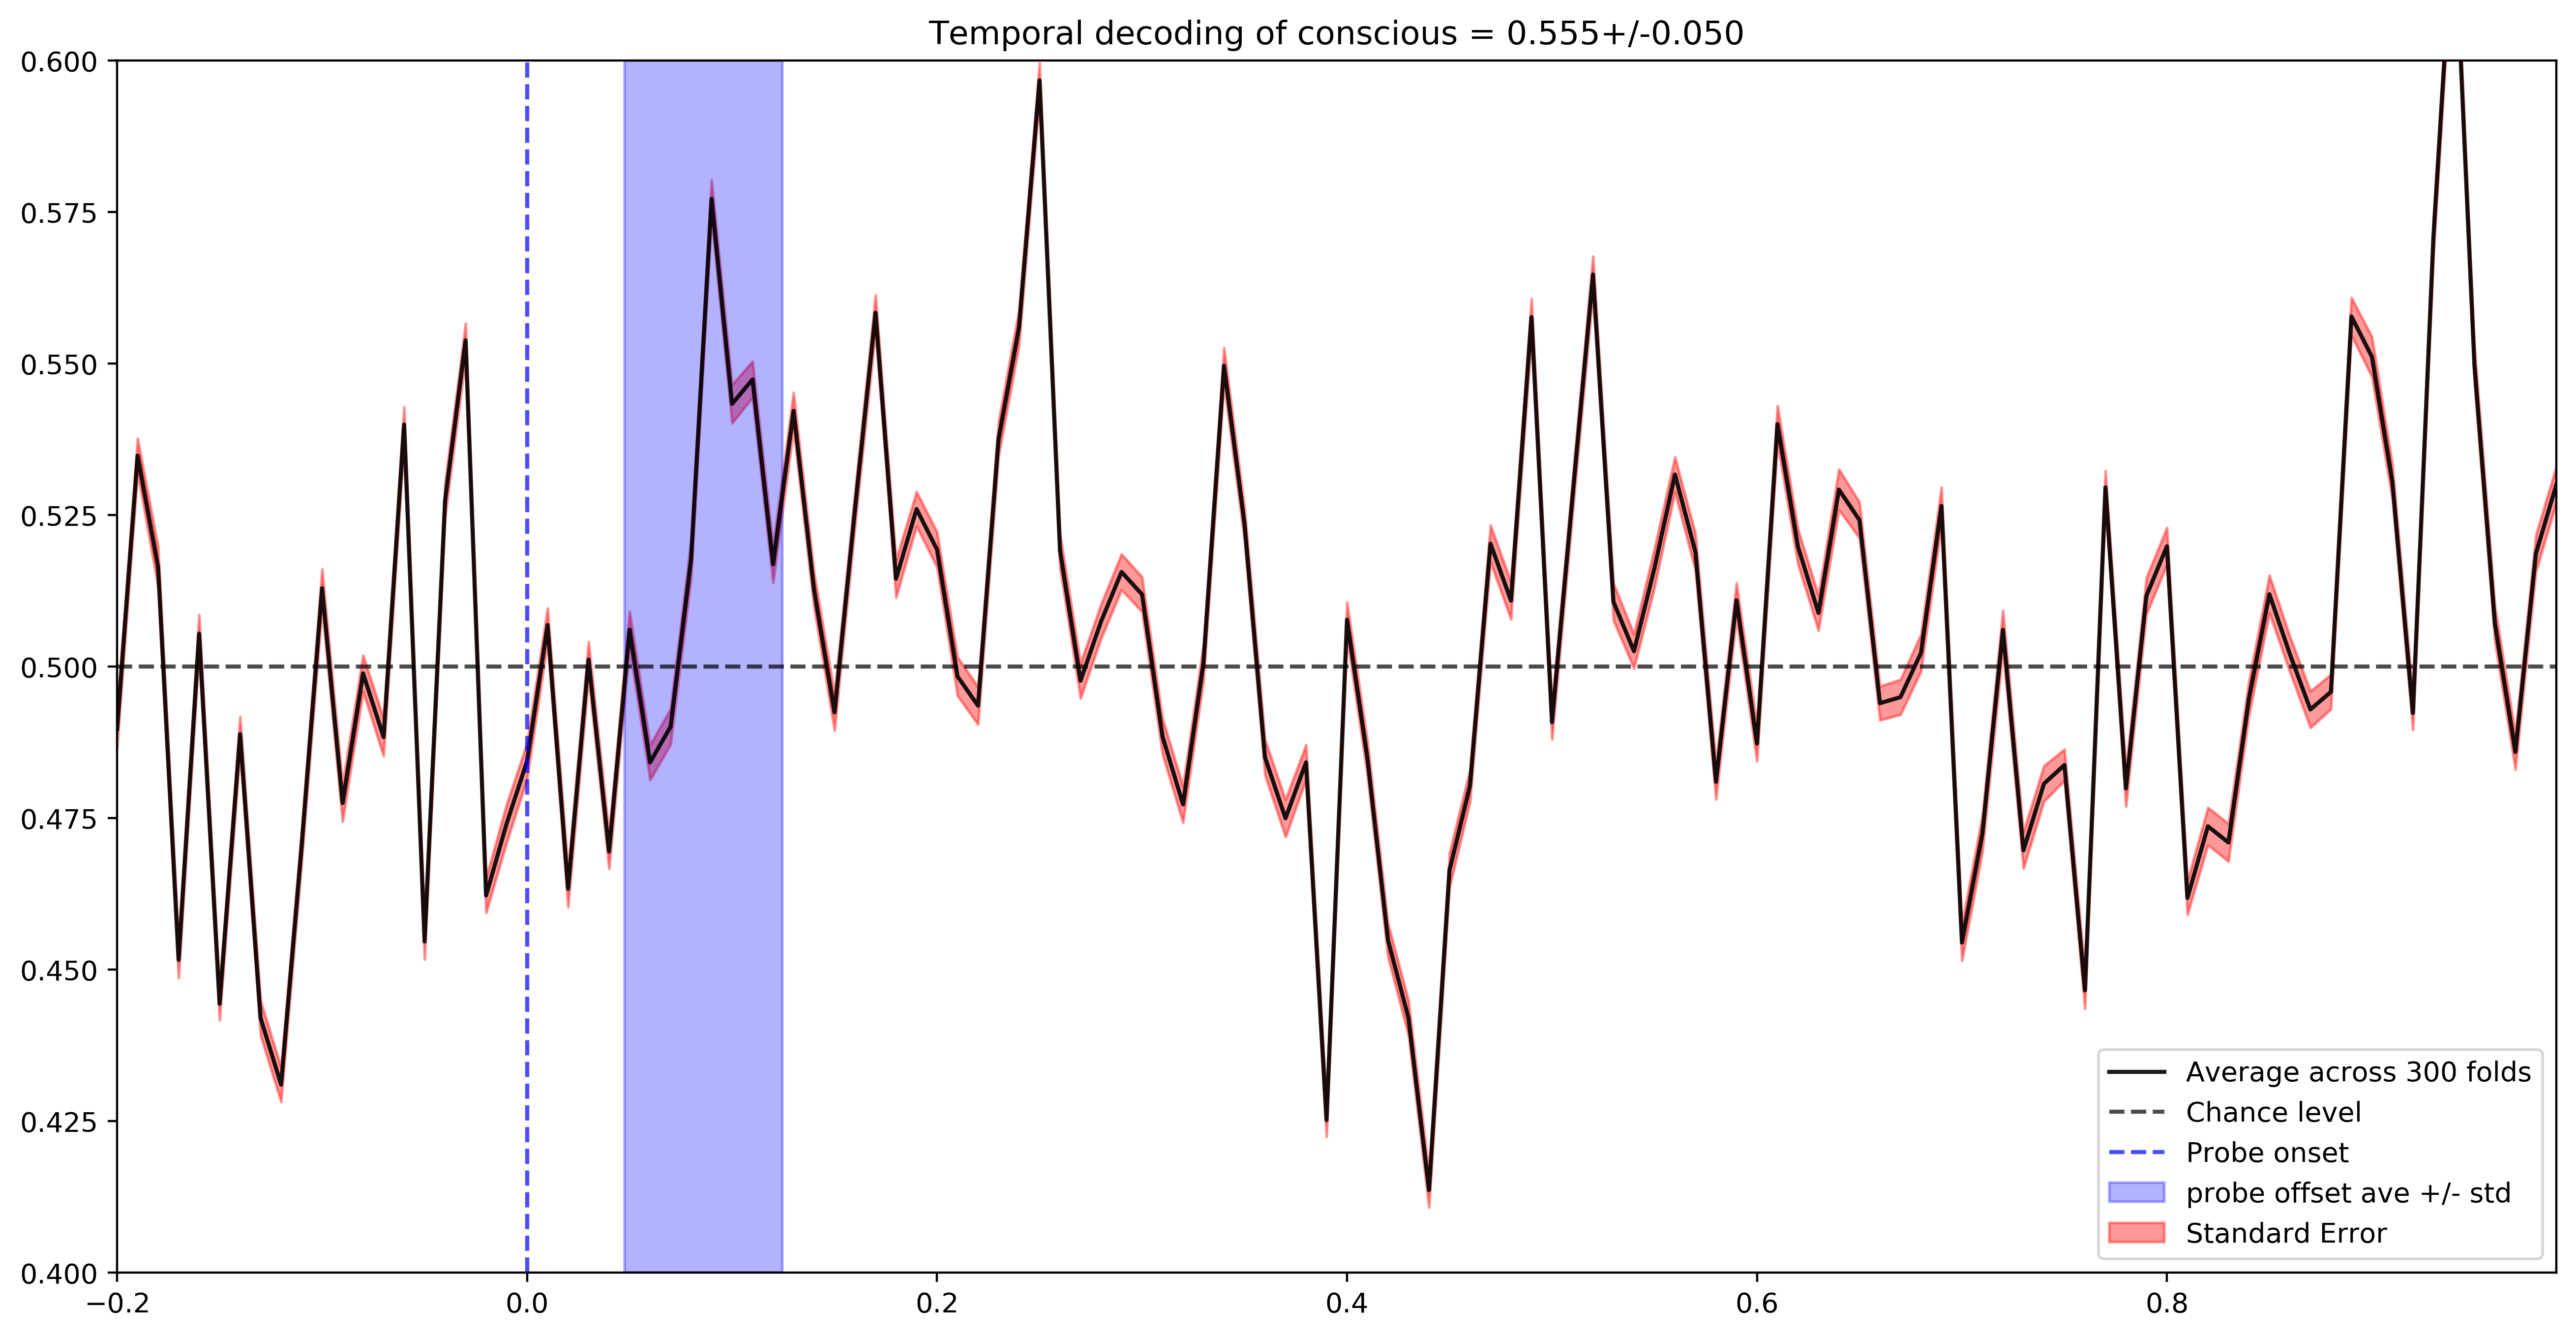 Temporal decoding of conscious = 0.555+/-0.050
0.600
0.575
0.550
0.525
0.500
0.475
0.450
0.425
0.400
−0.2
0.0
0.2
0.4
0.6
0.8
Average across 300 folds
Chance level
Probe onset
probe offset ave +/- std
Standard Error